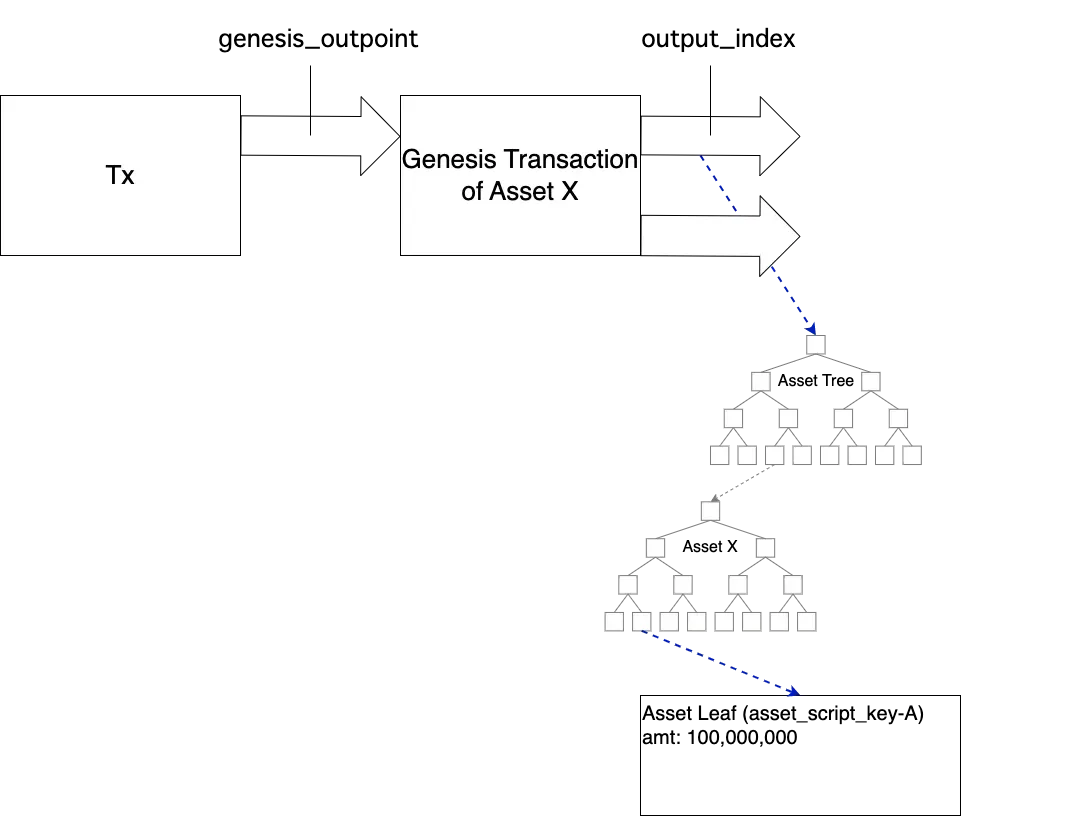 genesis_outpoint
output_index
Tx
Genesis Transaction
of Asset X
Asset Tree
Asset X
Asset Leaf (asset_script_key-A)
amt: 100,000,000